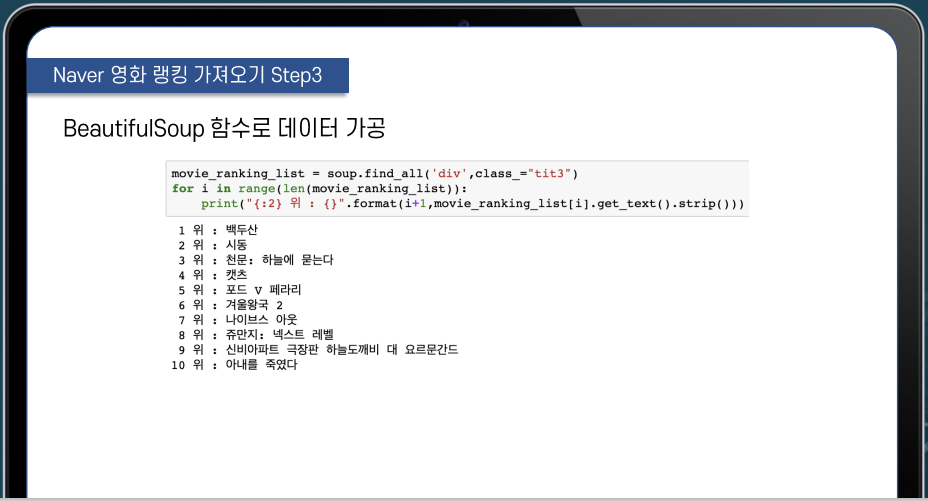 Naver 영화 랭킹 가져오기 Step3
BeautifulSoup 함수로 데이터 가공
movie_ranking_list = soup.find_all('div',class_="tit3")
for i in range(len(movie_ranking_list)):
    print("{:2} 위 : {}".format(i+1,movie_ranking_list[i].get_text().strip()))
1 위 : 백두산
2 위 : 시동
3 위 : 천문: 하늘에 묻는다
4 위 : 캣츠
5 위 : 포드 V 페라리
6 위 : 겨울왕국 2
7 위 : 나이브스 아웃
8 위 : 쥬만지: 넥스트 레벨
9 위 : 신비아파트 극장판 하늘도깨비 대 요르문간드
10 위 : 아내를 죽였다